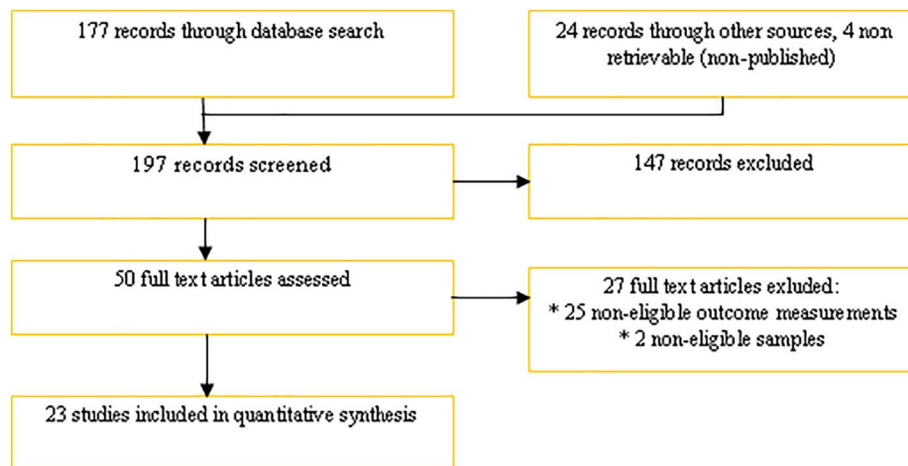 177 records through database search
24 records through other sources, 4 non
retrievable (non-published)
197 records screened
147 records excluded
50 full text articles assessed
27 full text articles exluded:
* 25 non-eligible outcome measurements
* 2 non-eligible samples
23 studies included in quantitative synthesis